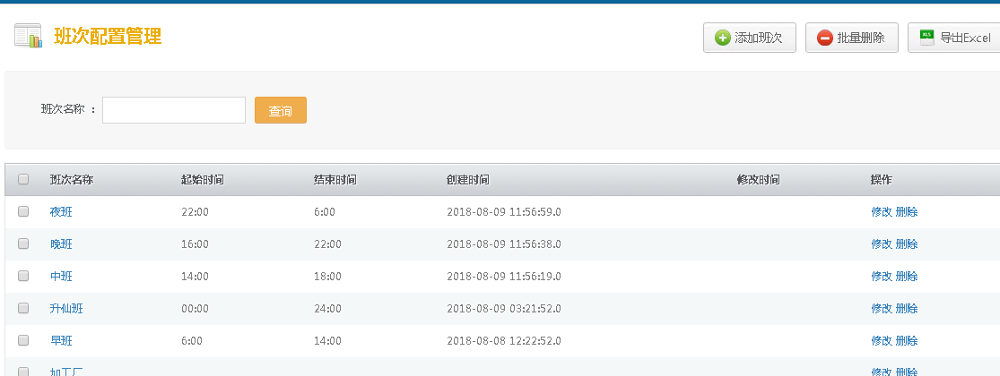 班次配置管理
添加班次 批量删除 导出Excel
班次名称 : 查询
班次名称 起始时间 结束时间 创建时间 修改时间 操作
夜班 22:00 6:00 2018-08-09 11:56:59.0 修改 删除
晚班 16:00 22:00 2018-08-09 11:56:38.0 修改 删除
中班 14:00 18:00 2018-08-09 11:56:19.0 修改 删除
升仙班 00:00 24:00 2018-08-09 03:21:52.0 修改 删除
早班 6:00 14:00 2018-08-08 12:22:52.0 修改 删除
加工厂 修改 删除